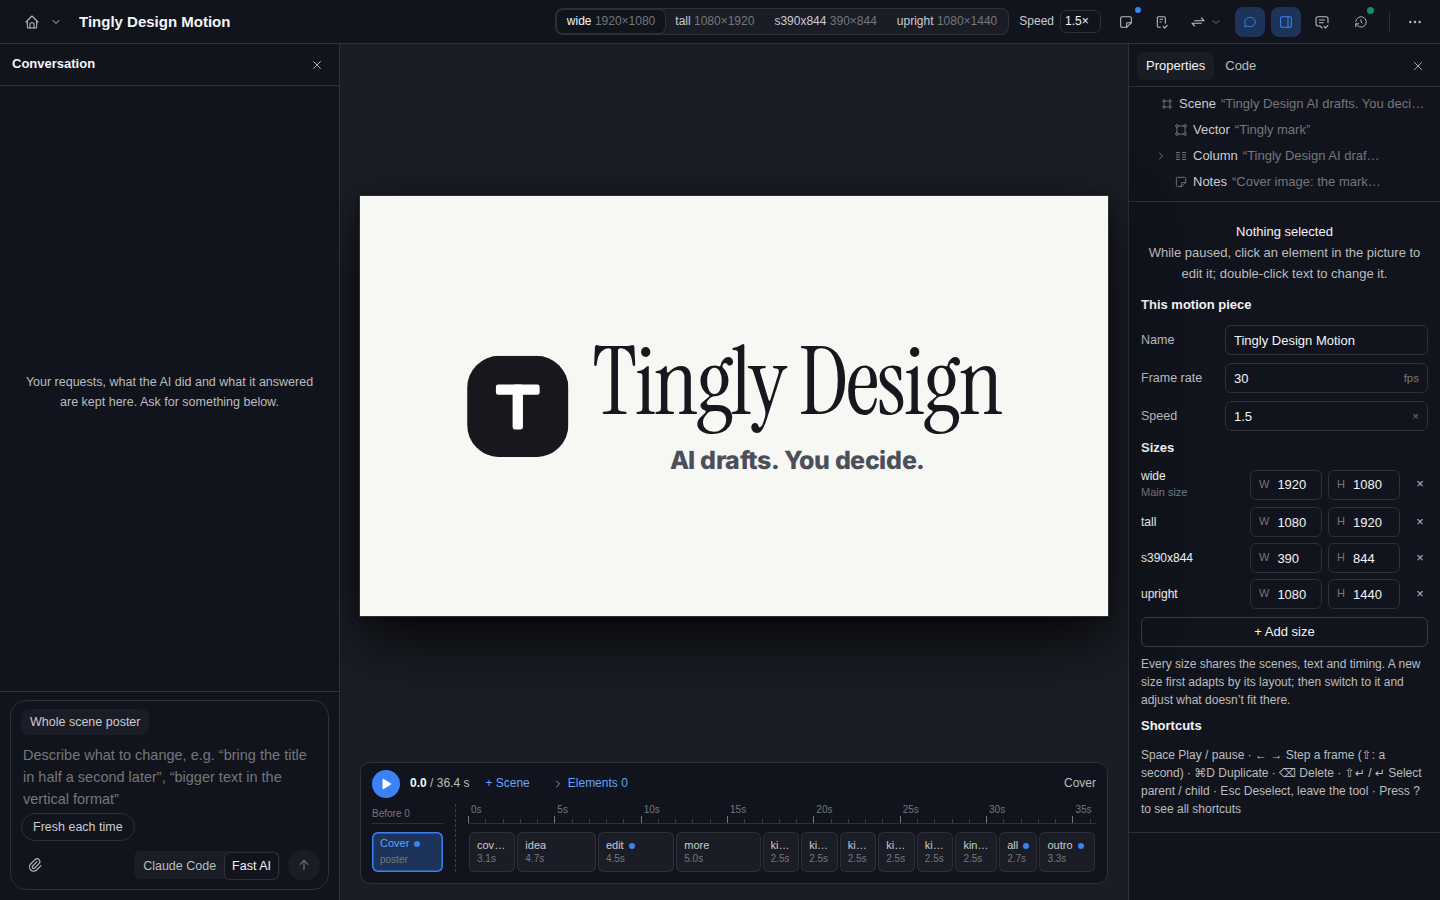 Tingly Design Motion
wide 1920×1080 tall 1080×1920 s390x844 390×844 upright 1080×1440 Speed 1.5×
Conversation
Your requests, what the AI did and what it answered
are kept here. Ask for something below.
Whole scene poster
Describe what to change, e.g. “bring the title
in half a second later”, “bigger text in the
vertical format”
Fresh each time
Claude Code Fast AI
T
Tingly Design
AI drafts. You decide.
0.0 / 36.4 s + Scene Elements 0 Cover
Before 0 0s 5s 10s 15s 20s 25s 30s 35s
Cover cov… idea edit more ki… ki… ki… ki… ki… kin… all outro
poster 3.1s 4.7s 4.5s 5.0s 2.5s 2.5s 2.5s 2.5s 2.5s 2.5s 2.7s 3.3s
Properties Code
Scene “Tingly Design AI drafts. You deci…
Vector “Tingly mark”
Column “Tingly Design AI draf…
Notes “Cover image: the mark…
Nothing selected
While paused, click an element in the picture to
edit it; double-click text to change it.
This motion piece
Name Tingly Design Motion
Frame rate 30 fps
Speed 1.5 ×
Sizes
wide
Main size
W 1920 H 1080 ×
tall W 1080 H 1920 ×
s390x844 W 390 H 844 ×
upright W 1080 H 1440 ×
+ Add size
Every size shares the scenes, text and timing. A new
size first adapts by its layout; then switch to it and
adjust what doesn’t fit there.
Shortcuts
Space Play / pause · ← → Step a frame (⇧: a
second) · ⌘D Duplicate · ⌫ Delete · ⇧↵ / ↵ Select
parent / child · Esc Deselect, leave the tool · Press ?
to see all shortcuts